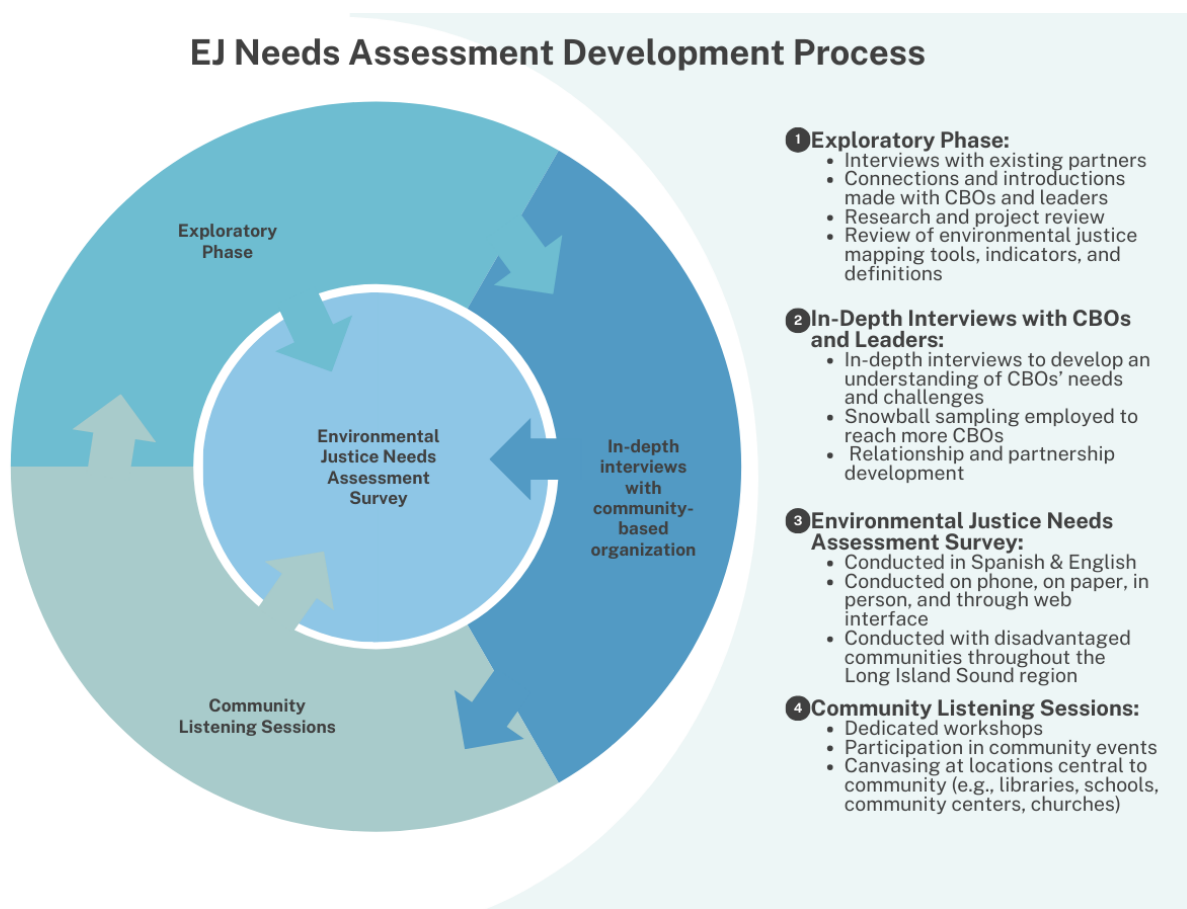 EJ Needs Assessment Development Process
Exploratory
Phase
Environmental
Justice Needs
Assessment
Survey
In-depth
interviews
with
community-
based
organization
Community
Listening Sessions
1 Exploratory Phase:
• Interviews with existing partners
• Connections and introductions
made with CBOs and leaders
• Research and project review
• Review of environmental justice
mapping tools, indicators, and
definitions
2 In-Depth Interviews with CBOs
and Leaders:
• In-depth interviews to develop an
understanding of CBOs’ needs
and challenges
• Snowball sampling employed to
reach more CBOs
• Relationship and partnership
development
3 Environmental Justice Needs
Assessment Survey:
• Conducted in Spanish & English
• Conducted on phone, on paper, in
person, and through web
interface
• Conducted with disadvantaged
communities throughout the
Long Island Sound region
4 Community Listening Sessions:
• Dedicated workshops
• Participation in community events
• Canvasing at locations central to
community (e.g., libraries, schools,
community centers, churches)